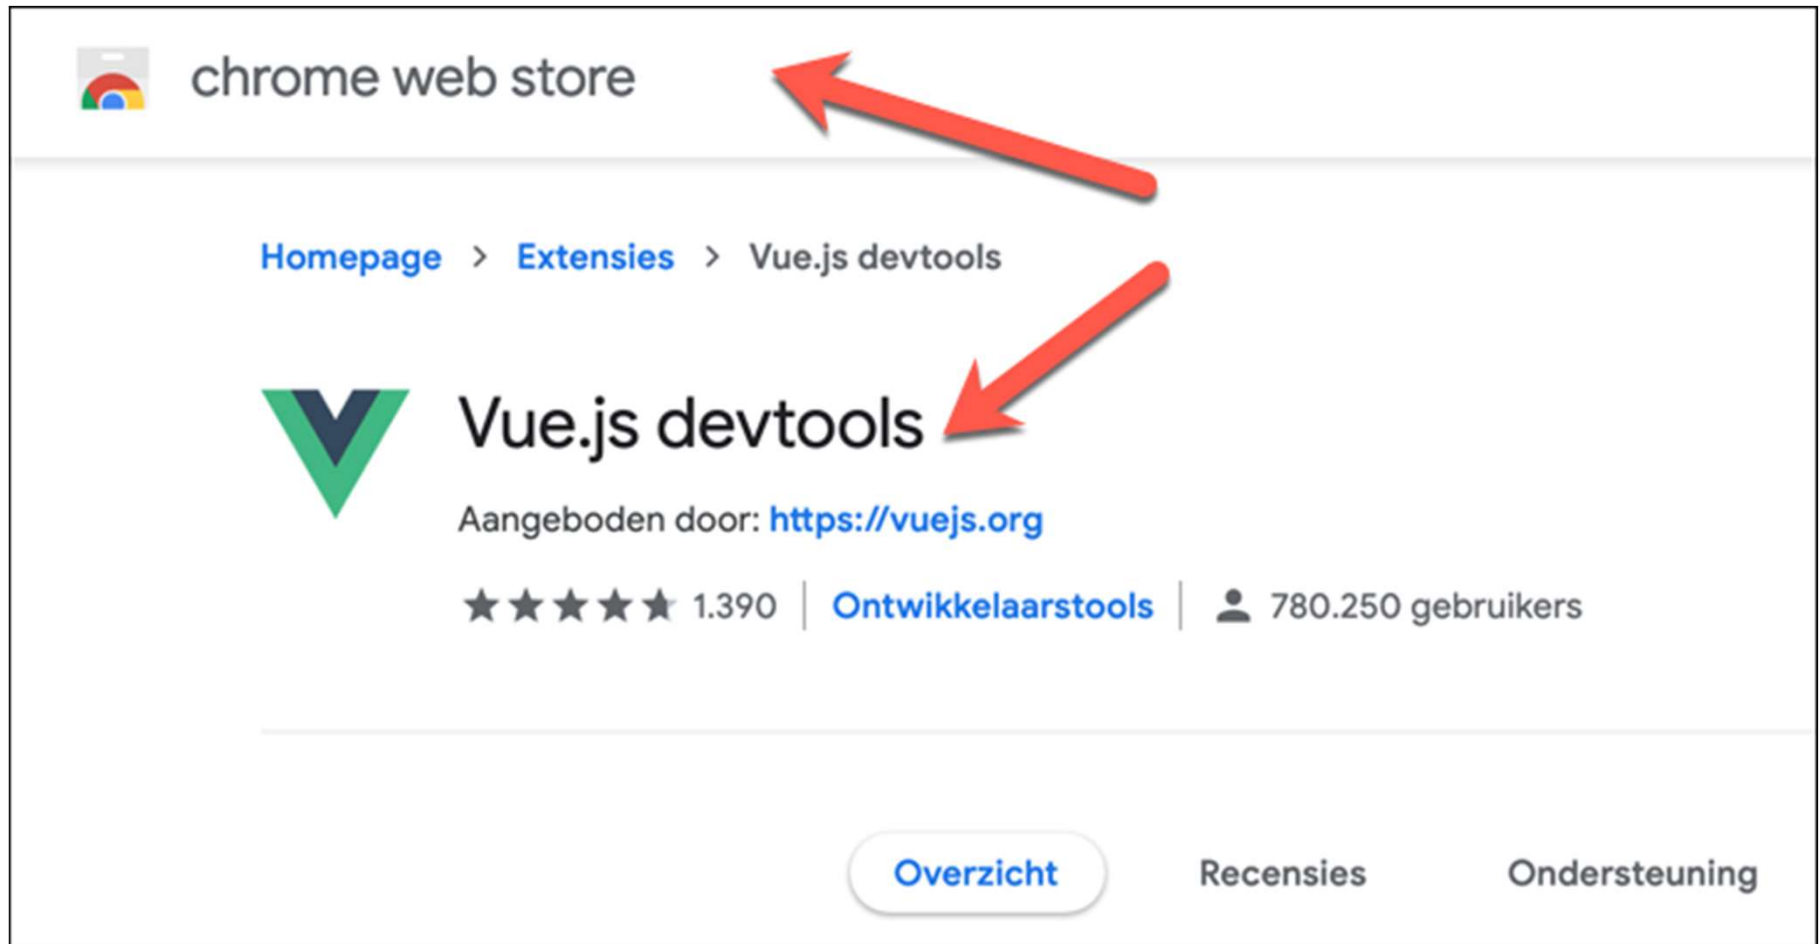 chrome web store
Homepage > Extensies > Vue.js devtools
Vue.js devtools
Aangeboden door: https://vuejs.org
1.390 | Ontwikkelaarstools | 780.250 gebruikers
Overzicht Recensies Ondersteuning